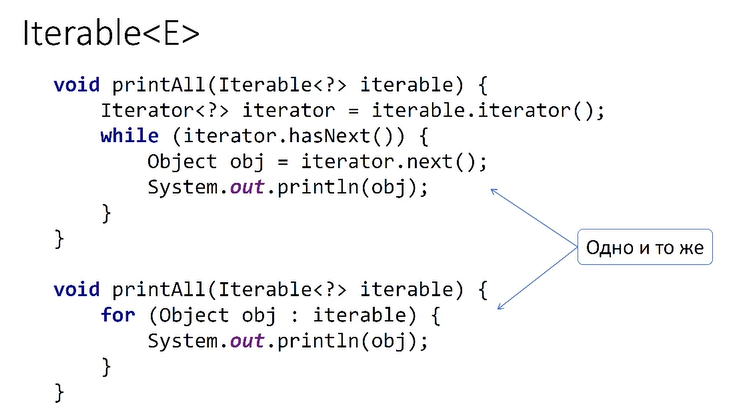 Iterable<E>
void printAll(Iterable<?> iterable) {
    Iterator<?> iterator = iterable.iterator();
    while (iterator.hasNext()) {
        Object obj = iterator.next();
        System.out.println(obj);
    }
}
Одно и то же
void printAll(Iterable<?> iterable) {
    for (Object obj : iterable) {
        System.out.println(obj);
    }
}